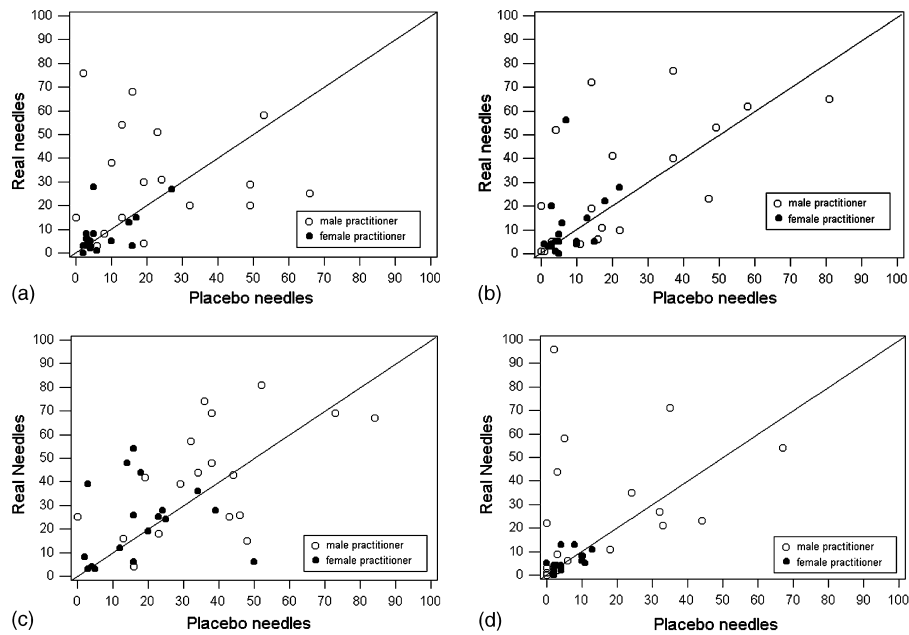 100
90
80
70
60
50
40
30
20
10
0
Real needles
0 10 20 30 40 50 60 70 80 90 100
Placebo needles
male practitioner
female practitioner
(a)
100
90
80
70
60
50
40
30
20
10
0
Real needles
0 10 20 30 40 50 60 70 80 90 100
Placebo needles
male practitioner
female practitioner
(b)
100
90
80
70
60
50
40
30
20
10
0
Real Needles
0 10 20 30 40 50 60 70 80 90 100
Placebo needles
male practitioner
female practitioner
(c)
100
90
80
70
60
50
40
30
20
10
0
Real needles
0 10 20 30 40 50 60 70 80 90 100
Placebo needles
male practitioner
female practitioner
(d)